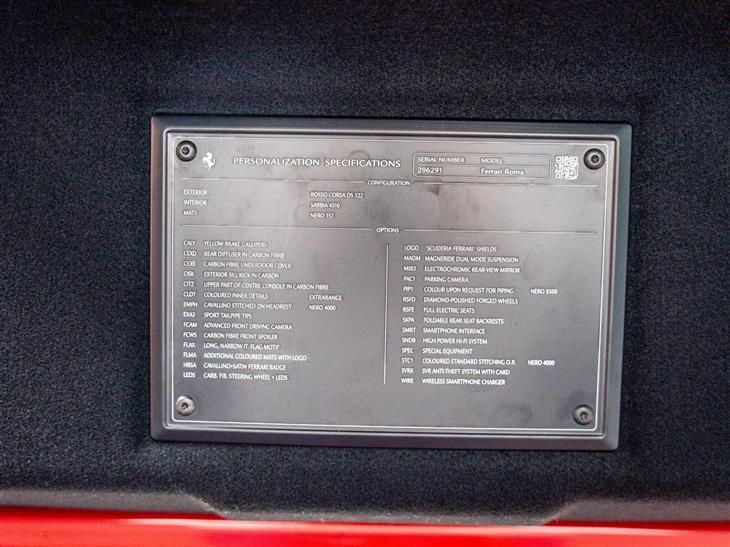 PERSONALIZATION SPECIFICATIONS
SERIAL NUMBER MODEL
296291 Ferrari Roma
CONFIGURATION
EXTERIOR ROSSO CORSA DS 322
INTERIOR SABBIA 4310
MATS NERO 152
OPTIONS
CALY YELLOW BRAKE CALLIPERS
CEXD REAR DIFFUSER IN CARBON FIBRE
CEXS CARBON FIBRE UNDERDOOR COVER
CISK EXTERIOR SILL KICK IN CARBON
CITZ UPPER PART OF CENTRE CONSOLE IN CARBON FIBRE
CLDT COLOURED INNER DETAILS EXTRARANGE
EMPH CAVALLINO STITCHED ON HEADREST NERO 4000
EXA3 SPORT TAILPIPE TIPS
FCAM ADVANCED FRONT DRIVING CAMERA
FCWS CARBON FIBRE FRONT SPOILER
FLAX LONG, NARROW IT. FLAG MOTIF
FLMA ADDITIONAL COLOURED MATS WITH LOGO
HBSA CAVALLINO+SATIN FERRARI BADGE
LEDS CARB. FIB. STEERING WHEEL + LEDS
LOGO 'SCUDERIA FERRARI' SHIELDS
MADM MAGNERIDE DUAL MODE SUSPENSION
MIR3 ELECTROCHROMIC REAR-VIEW MIRROR
PAC1 PARKING CAMERA
PIP1 COLOUR UPON REQUEST FOR PIPING NERO 8500
RSFD DIAMOND-POLISHED FORGED WHEELS
RSFE FULL ELECTRIC SEATS
SKPA FOLDABLE REAR SEAT BACKRESTS
SMRT SMARTPHONE INTERFACE
SNDB HIGH POWER HI-FI SYSTEM
SPEC SPECIAL EQUIPMENT
STC1 COLOURED STANDARD STITCHING O.R. NERO 4000
SVRK SVR ANTI-THEFT SYSTEM WITH CARD
WIRE WIRELESS SMARTPHONE CHARGER